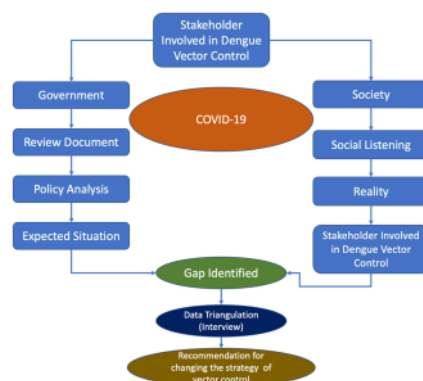 Stakeholder
Involved in Dengue
Vector Control
Government
Review Document
Policy Analysis
Expected Situation
COVID-19
Society
Social Listening
Reality
Stakeholder Involved
in Dengue Vector
Control
Gap Identified
Data Triangulation
(Interview)
Recommendation for
changing the strategy of
vector control